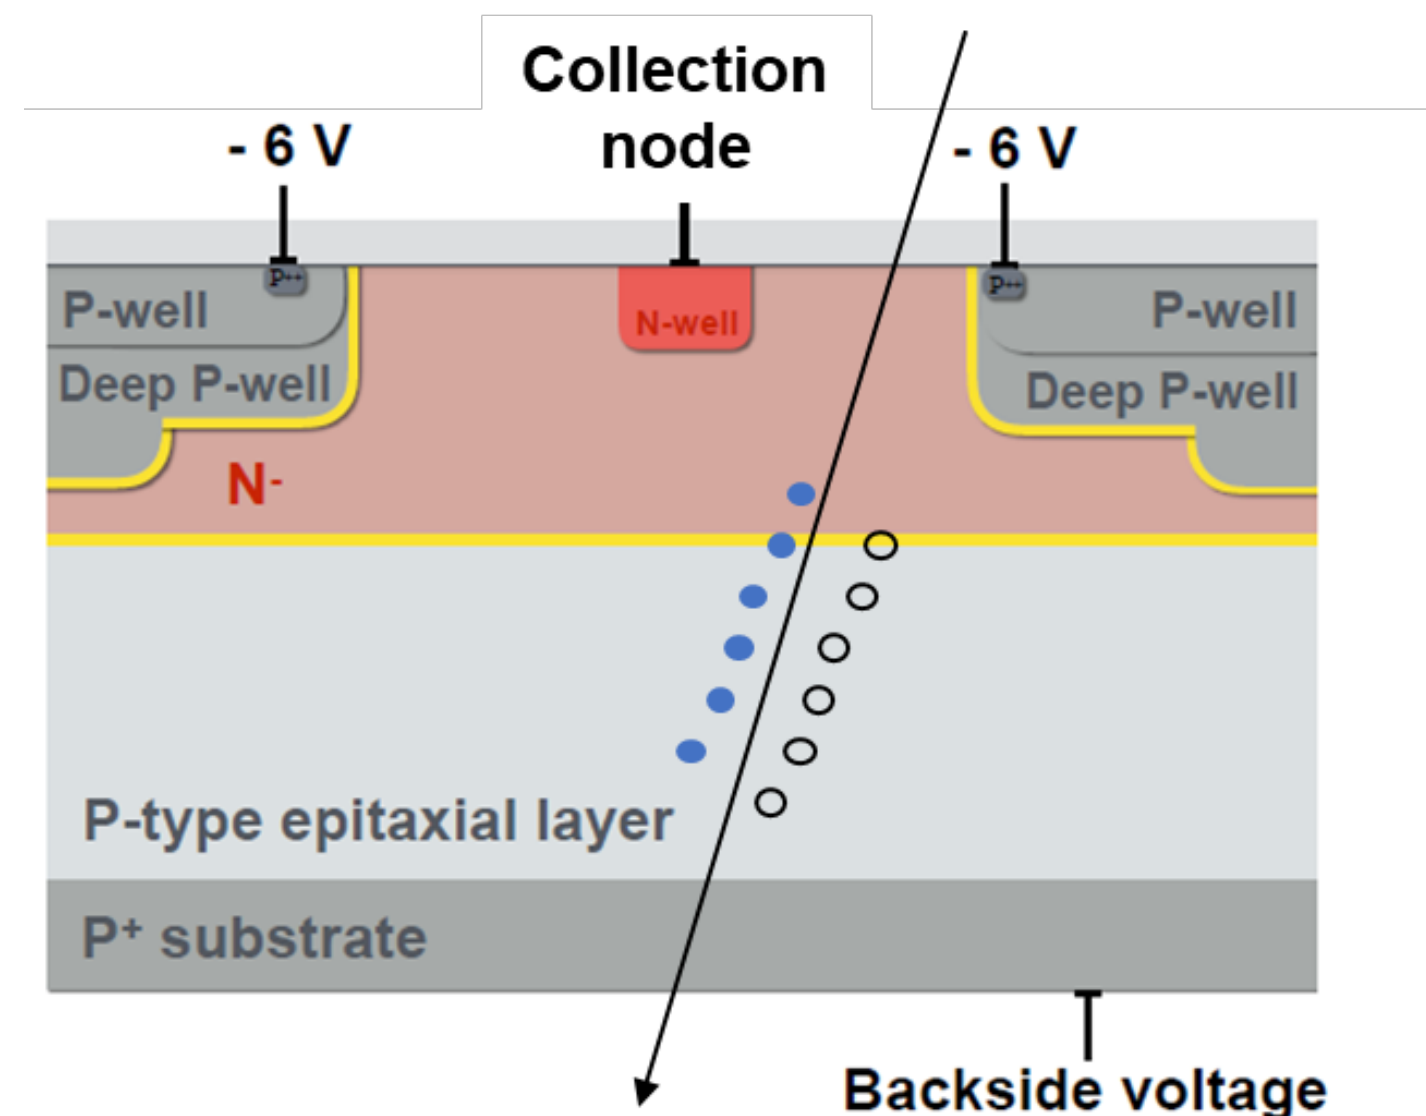 Collection
node
- 6 V
- 6 V
P++
P++
P-well
N-well
P-well
Deep P-well
Deep P-well
N-
P-type epitaxial layer
P+ substrate
Backside voltage